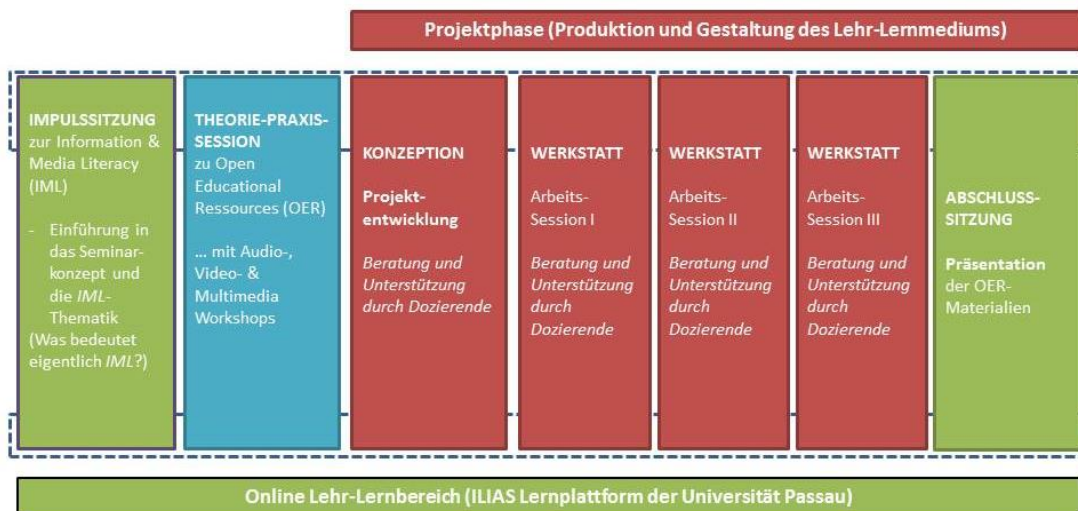 Projektphase (Produktion und Gestaltung des Lehr-Lernmediums)
IMPULSSITZUNG
zur Information &
Media Literacy
(IML)
- Einführung in
das Seminar-
konzept und
die IML-
Thematik
(Was bedeutet
eigentlich IML?)
THEORIE-PRAXIS-
SESSION
zu Open
Educational
Ressources (OER)
... mit Audio-,
Video- &
Multimedia
Workshops
KONZEPTION
Projekt-
entwicklung
Beratung und
Unterstützung
durch Dozierende
WERKSTATT
Arbeits-
Session I
Beratung und
Unterstützung
durch
Dozierende
WERKSTATT
Arbeits-
Session II
Beratung und
Unterstützung
durch
Dozierende
WERKSTATT
Arbeits-
Session III
Beratung und
Unterstützung
durch
Dozierende
ABSCHLUSS-
SITZUNG
Präsentation
der OER-
Materialien
Online Lehr-Lernbereich (ILIAS Lernplattform der Universität Passau)